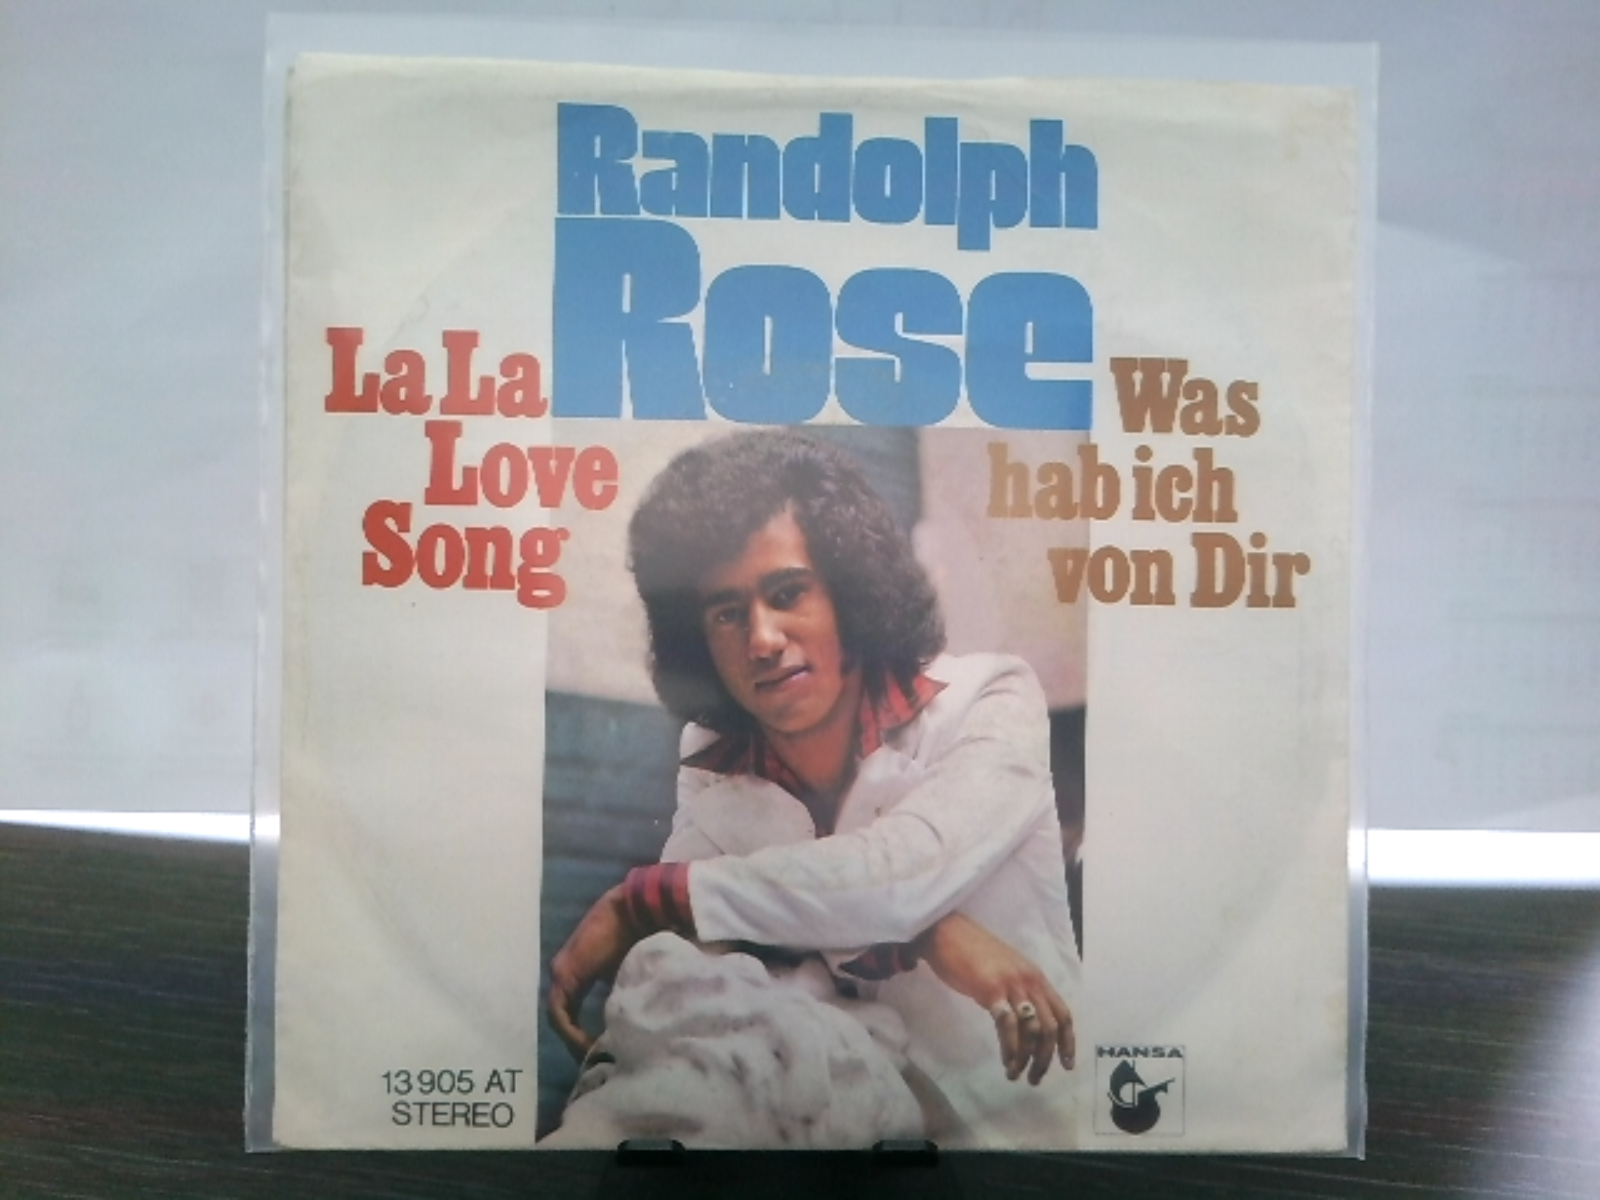 Randolph
Rose
La La
Love
Song
Was
hab ich
von Dir
13 905 AT
STEREO
HANSA